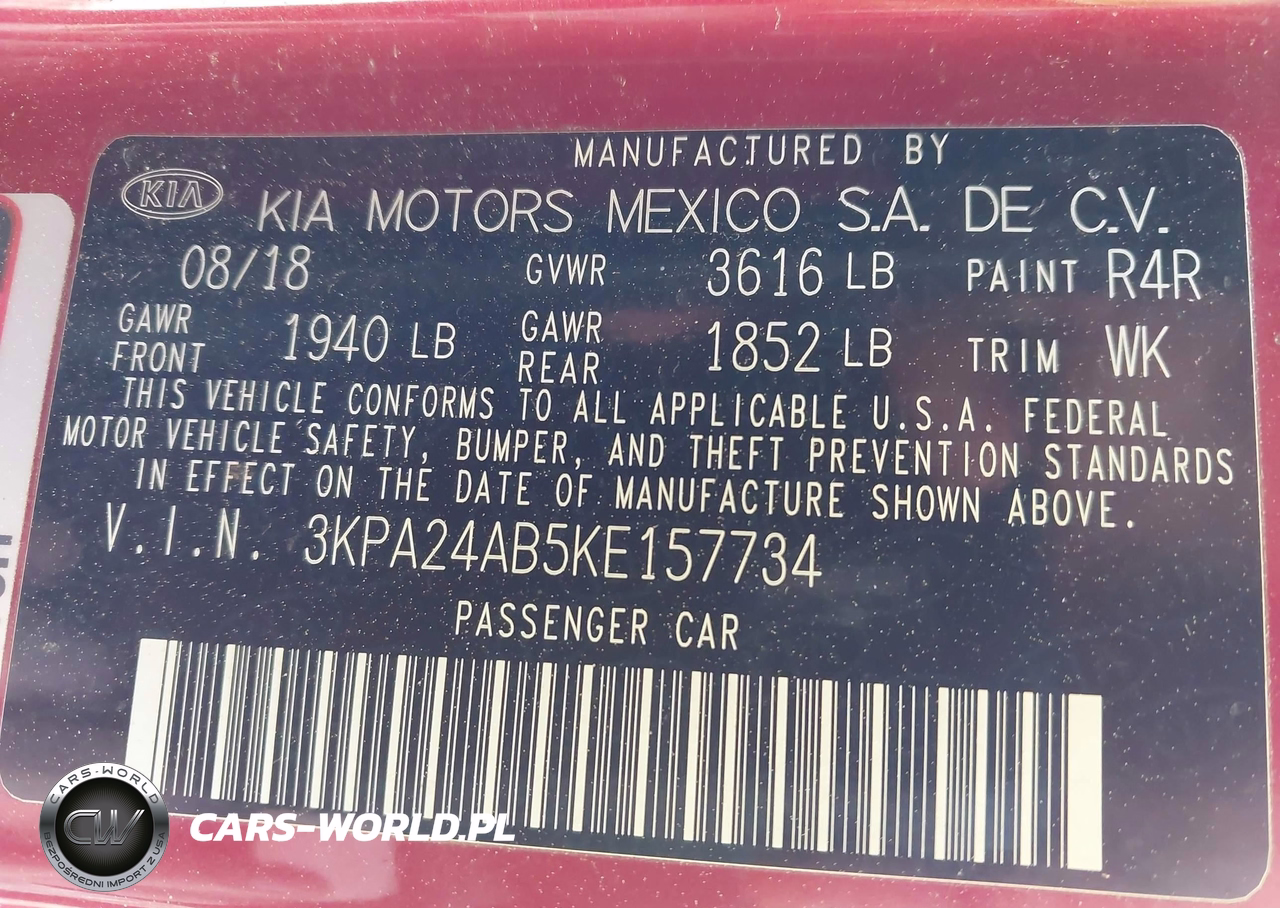 MANUFACTURED BY
KIA KIA MOTORS MEXICO S.A. DE C.V.
08/18 GVWR 3616 LB PAINT R4R
GAWR FRONT 1940 LB GAWR REAR 1852 LB TRIM WK
THIS VEHICLE CONFORMS TO ALL APPLICABLE U.S.A. FEDERAL
MOTOR VEHICLE SAFETY, BUMPER, AND THEFT PREVENTION STANDARDS
IN EFFECT ON THE DATE OF MANUFACTURE SHOWN ABOVE.
V.I.N. 3KPA24AB5KE157734
PASSENGER CAR
CARS-WORLD
CW
BEZPOŚREDNI IMPORT Z USA
CARS-WORLD.PL